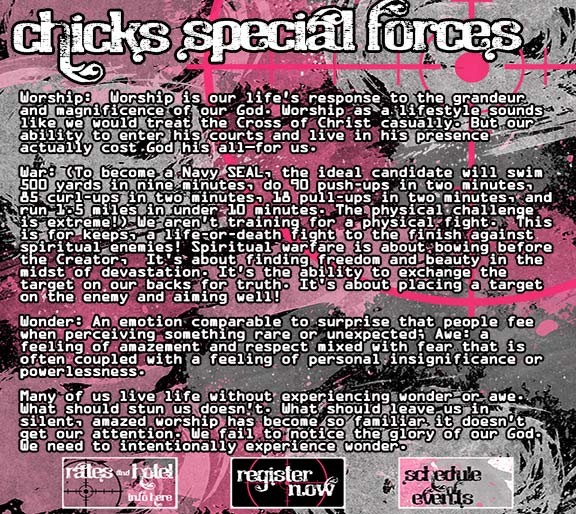 chicks special forces
Worship:  Worship is our life's response to the grandeur
and magnificence of our God. Worship as a lifestyle sounds
like we would treat the Cross of Christ casually. But our
ability to enter his courts and live in his presence
actually cost God his all—for us.
War: (To become a Navy SEAL, the ideal candidate will swim
500 yards in nine minutes, do 90 push-ups in two minutes,
85 curl-ups in two minutes, 18 pull-ups in two minutes, and
run 1.5 miles in under 10 minutes. The physical challenge
is extreme!) We aren't training for a physical fight. This
is for keeps, a life-or-death fight to the finish against
spiritual enemies! Spiritual warfare is about bowing before
the Creator,  It's about finding freedom and beauty in the
midst of devastation. It's the ability to exchange the
target on our backs for truth. It's about placing a target
on the enemy and aiming well!
Wonder: An emotion comparable to surprise that people fee
when perceiving something rare or unexpected; Awe: a
feeling of amazement and respect mixed with fear that is
often coupled with a feeling of personal insignificance or
powerlessness.
Many of us live life without experiencing wonder or awe.
What should stun us doesn't. What should leave us in
silent, amazed worship has become so familiar it doesn't
get our attention. We fail to notice the glory of our God.
We need to intentionally experience wonder.
rates and hotel
info here
register
now
schedule
of
events